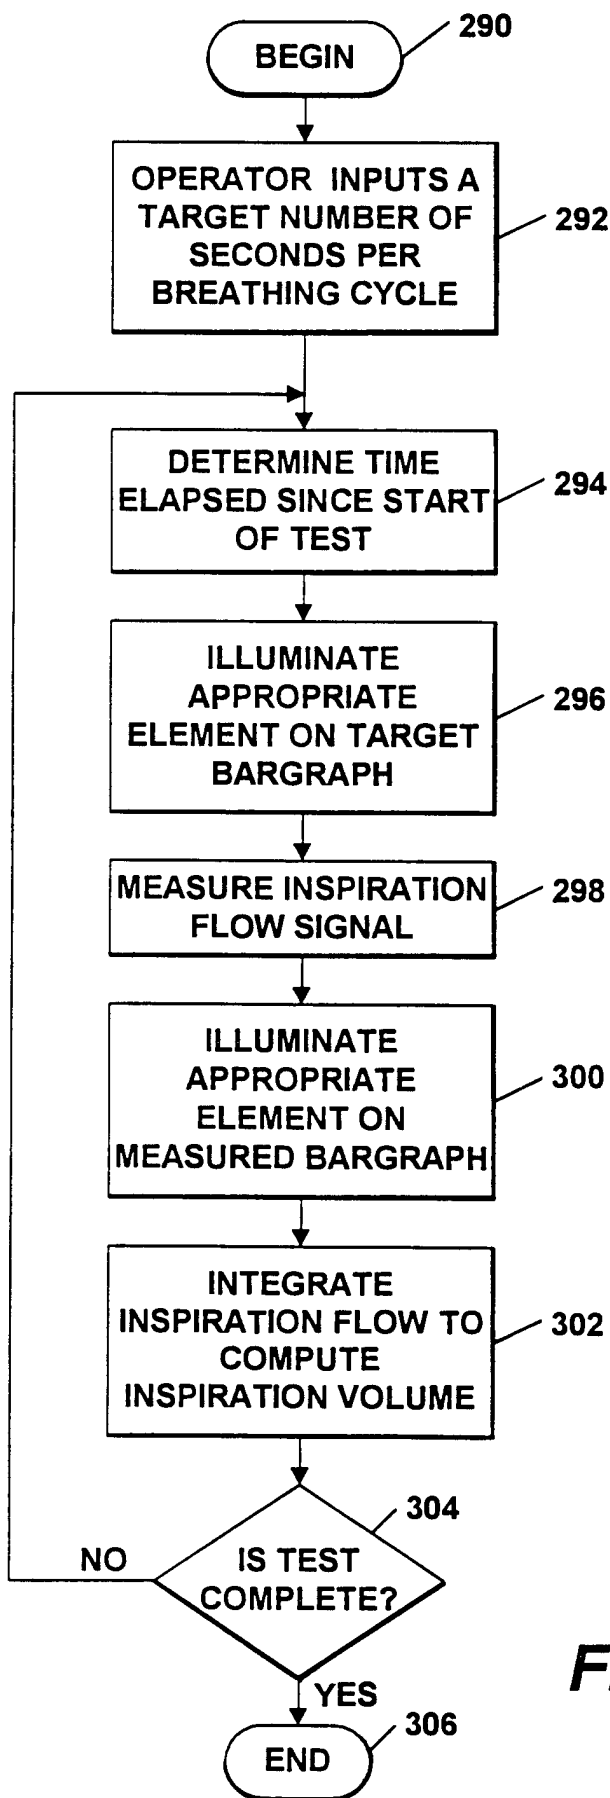 290
BEGIN
OPERATOR INPUTS A
TARGET NUMBER OF
SECONDS PER
BREATHING CYCLE
292
DETERMINE TIME
ELAPSED SINCE START
OF TEST
294
ILLUMINATE
APPROPRIATE
ELEMENT ON TARGET
BARGRAPH
296
MEASURE INSPIRATION
FLOW SIGNAL
298
ILLUMINATE
APPROPRIATE
ELEMENT ON
MEASURED BARGRAPH
300
INTEGRATE
INSPIRATION FLOW TO
COMPUTE
INSPIRATION VOLUME
302
304
NO
IS TEST
COMPLETE?
YES
306
END